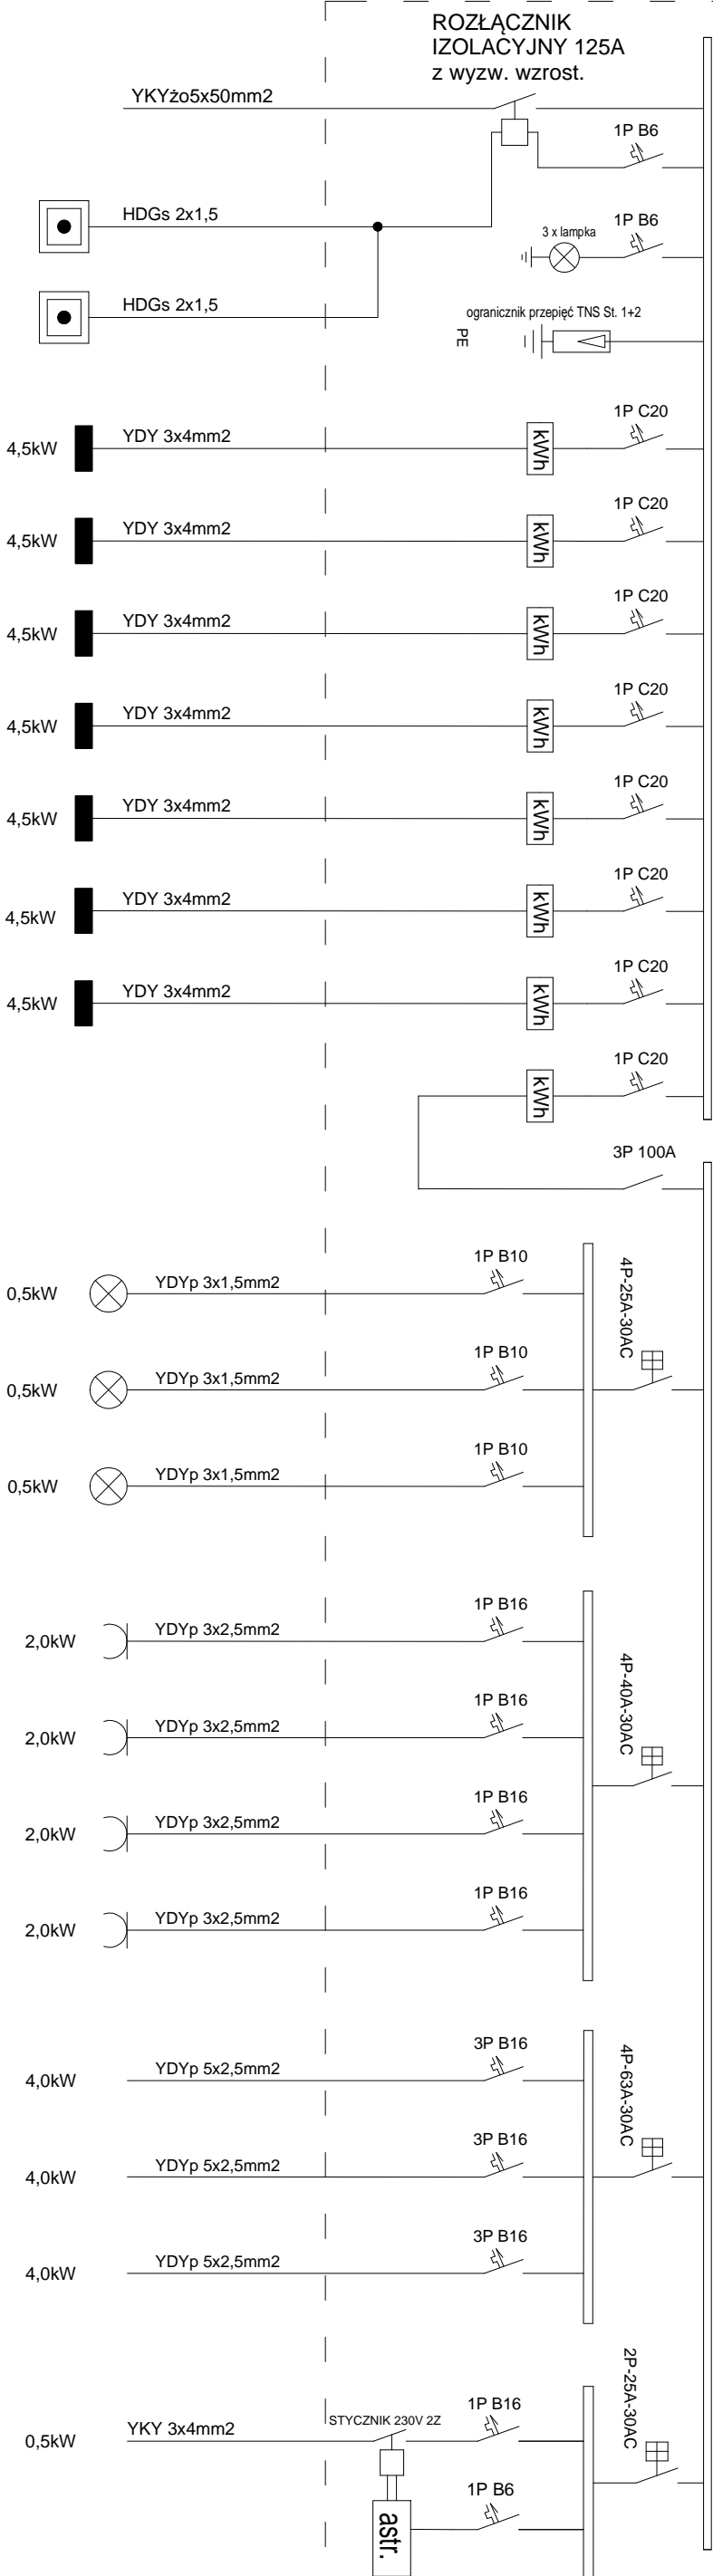 ROZŁĄCZNIK
IZOLACYJNY 125A
z wyzw. wzrost.
YKYżo5x50mm2
1P B6
HDGs 2x1,5
1P B6
3 x lampka
HDGs 2x1,5
ogranicznik przepięć TNS St. 1+2
PE
1P C20
4,5kW
YDY 3x4mm2
kWh
1P C20
4,5kW
YDY 3x4mm2
kWh
1P C20
4,5kW
YDY 3x4mm2
kWh
1P C20
4,5kW
YDY 3x4mm2
kWh
1P C20
4,5kW
YDY 3x4mm2
kWh
1P C20
4,5kW
YDY 3x4mm2
kWh
1P C20
4,5kW
YDY 3x4mm2
kWh
1P C20
kWh
3P 100A
1P B10
0,5kW
YDYp 3x1,5mm2
4P-25A-30AC
1P B10
0,5kW
YDYp 3x1,5mm2
1P B10
0,5kW
YDYp 3x1,5mm2
1P B16
2,0kW
YDYp 3x2,5mm2
4P-40A-30AC
1P B16
2,0kW
YDYp 3x2,5mm2
1P B16
2,0kW
YDYp 3x2,5mm2
1P B16
2,0kW
YDYp 3x2,5mm2
3P B16
4,0kW
YDYp 5x2,5mm2
4P-63A-30AC
3P B16
4,0kW
YDYp 5x2,5mm2
3P B16
4,0kW
YDYp 5x2,5mm2
2P-25A-30AC
1P B16
0,5kW
YKY 3x4mm2
STYCZNIK 230V 2Z
1P B6
astr.